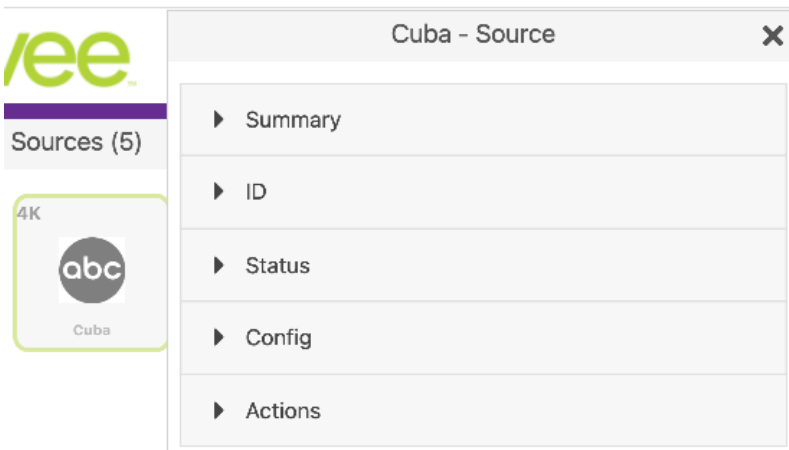 vee
Sources (5)
4K
abc
Cuba
Cuba - Source
Summary
ID
Status
Config
Actions